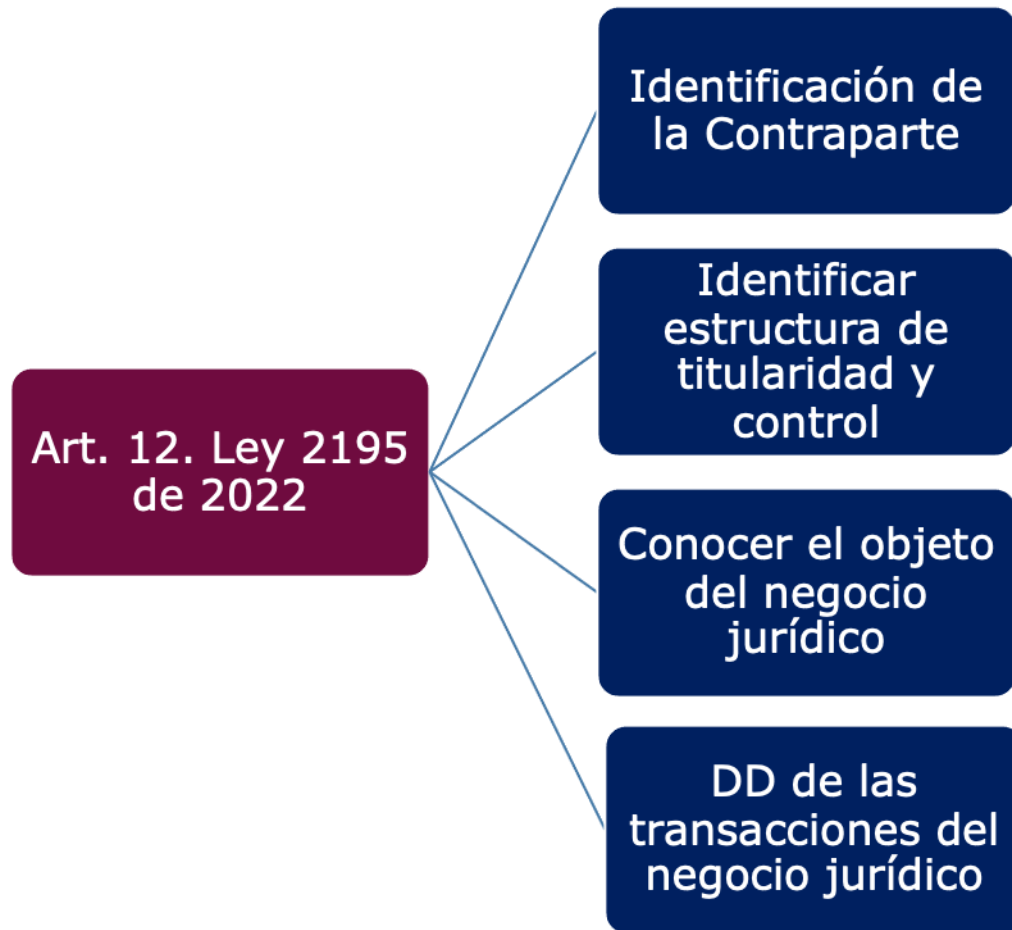 Identificación de
la Contraparte
Identificar
estructura de
titularidad y
control
Art. 12. Ley 2195
de 2022
Conocer el objeto
del negocio
jurídico
DD de las
transacciones del
negocio jurídico